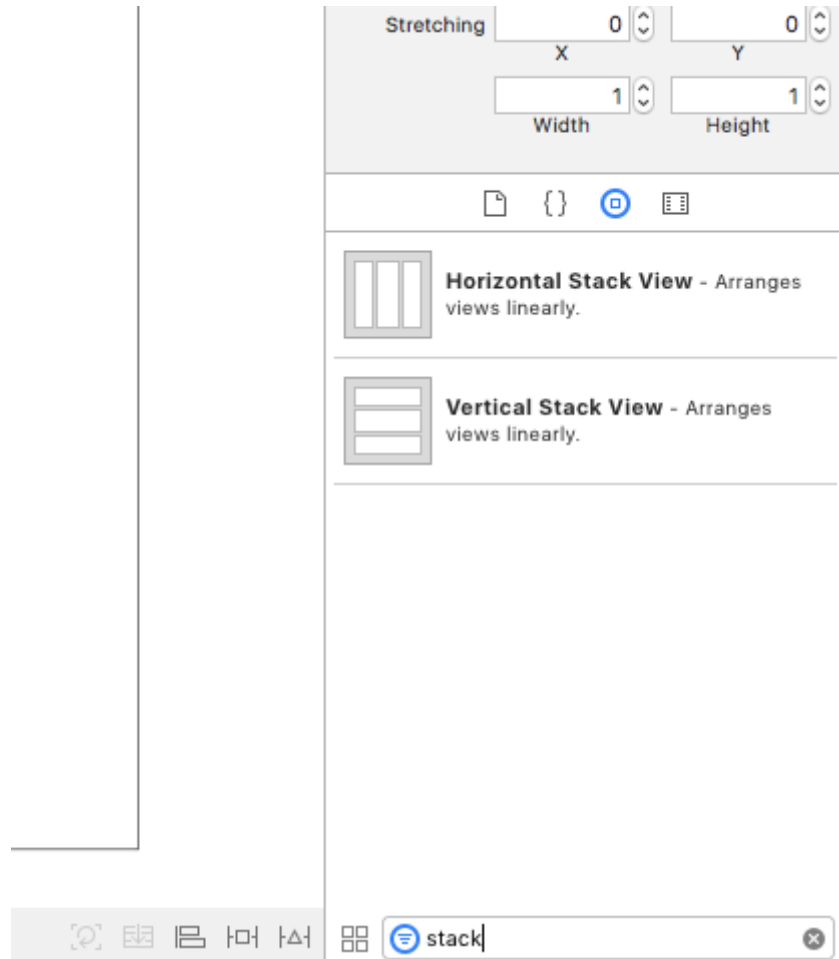 Stretching 0 0
X Y
1 1
Width Height
{}
Horizontal Stack View - Arranges
views linearly.
Vertical Stack View - Arranges
views linearly.
stack